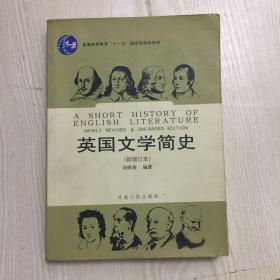 普通高等教育“十一五”国家级规划教材
A SHORT HISTORY OF
ENGLISH LITERATURE
NEWLY REVISED & ENLARGED EDITION
英国文学简史
(新增订本)
刘炳善 编著
河南人民出版社